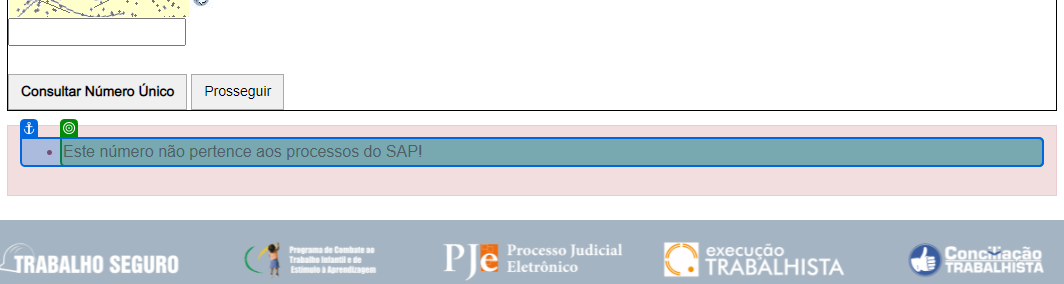 Consultar Número Único
Prosseguir
Este número não pertence aos processos do SAP!
TRABALHO SEGURO
Programa de Combate ao
Trabalho Infantil e de
Estímulo à Aprendizagem
PJe
Processo Judicial
Eletrônico
execução
TRABALHISTA
Conciliação
TRABALHISTA